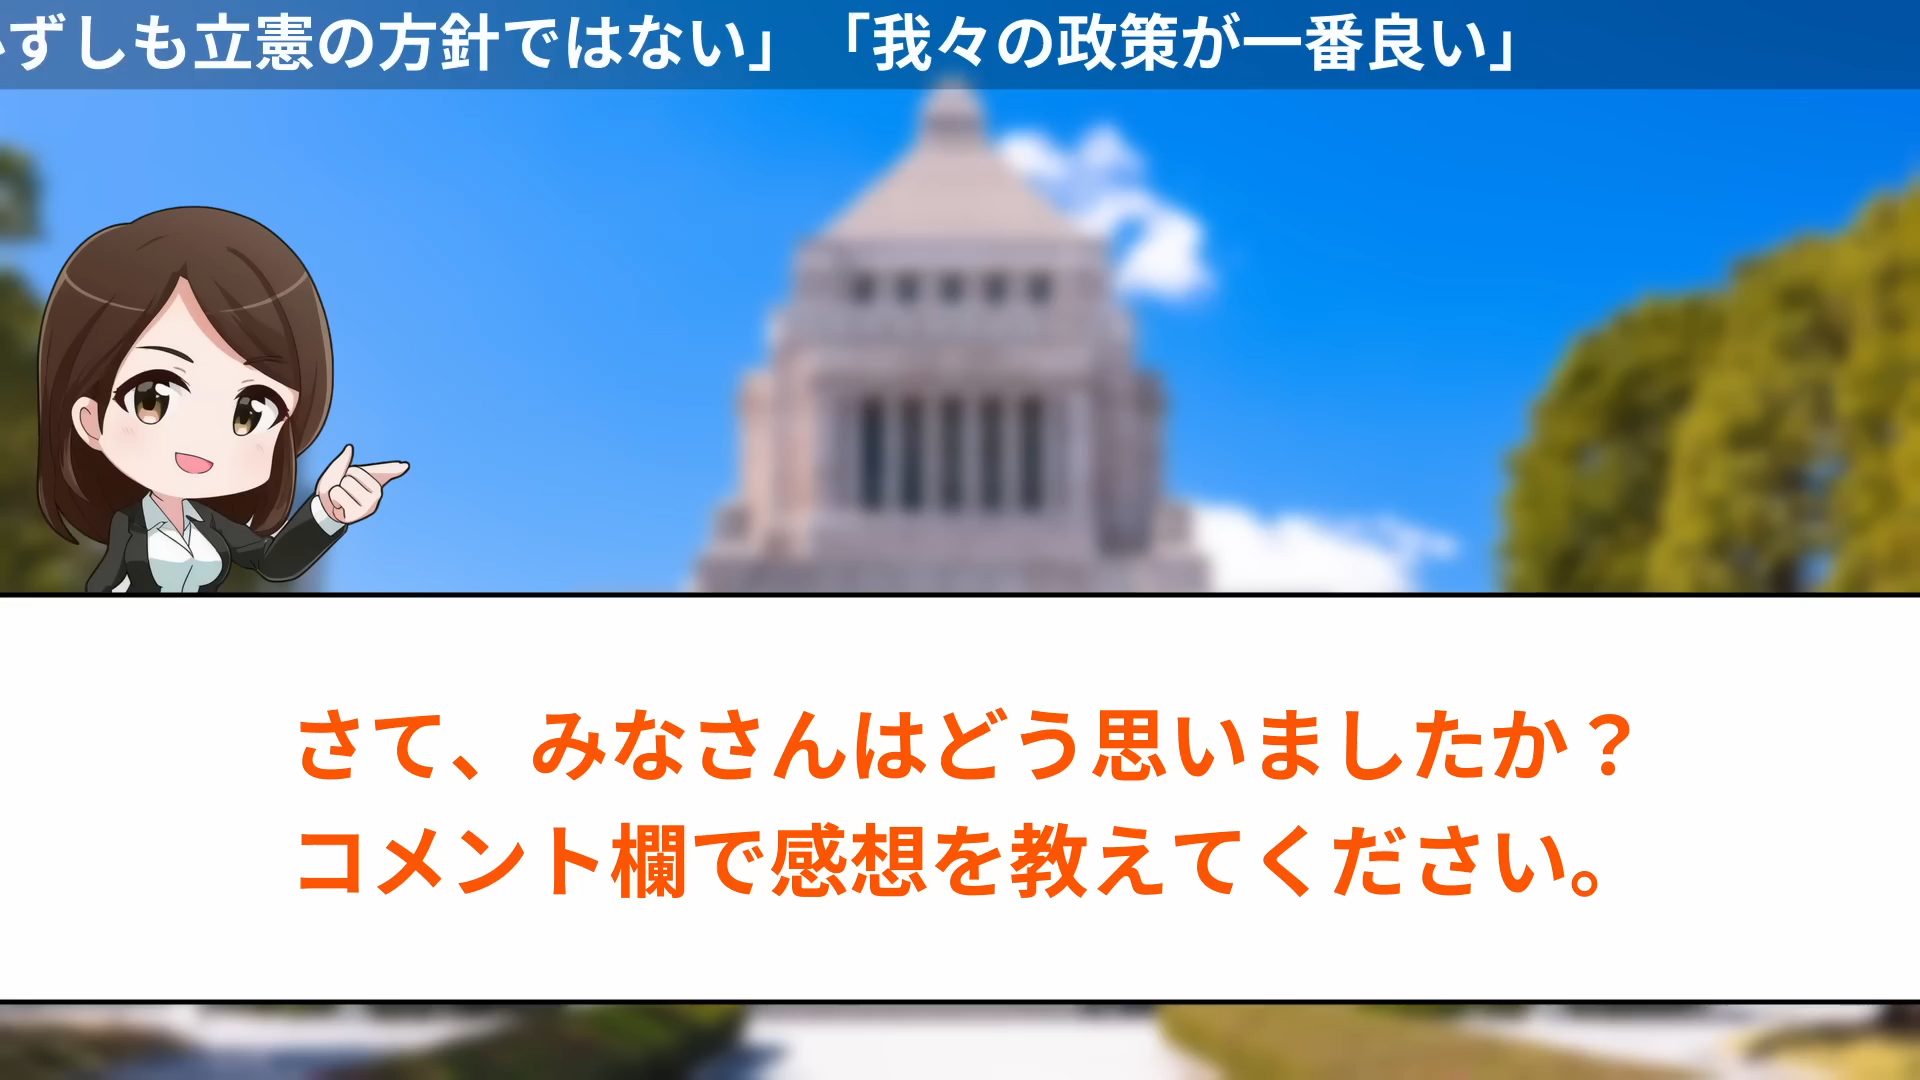 ずしも立憲の方針ではない」「我々の政策が一番良い」
さて、みなさんはどう思いましたか？
コメント欄で感想を教えてください。